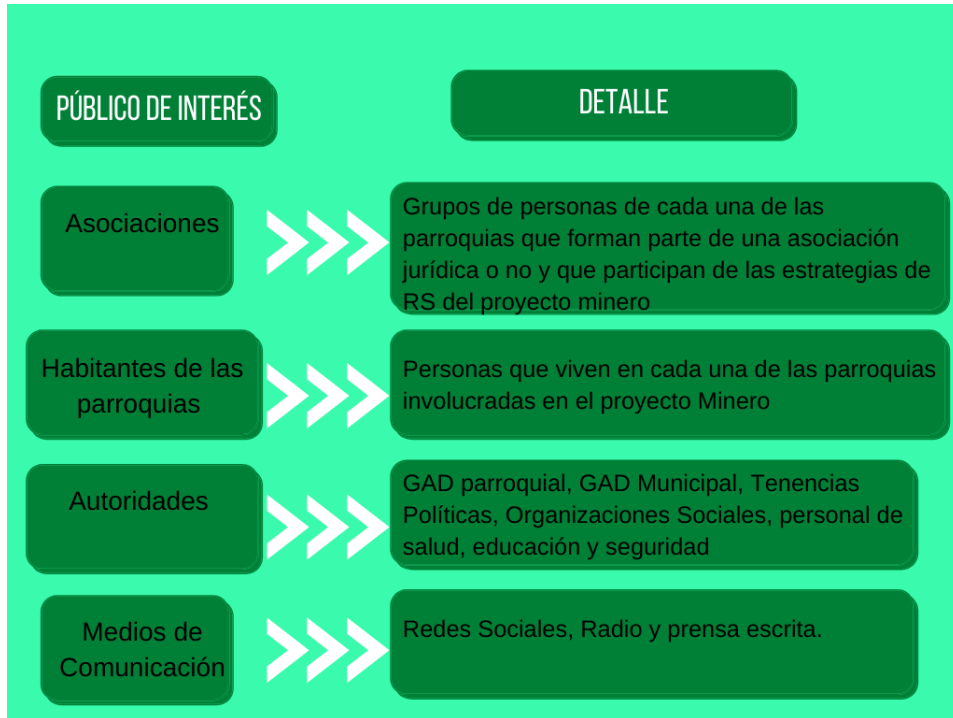 PÚBLICO DE INTERÉS
DETALLE
Asociaciones
Grupos de personas de cada una de las
parroquias que forman parte de una asociación
jurídica o no y que participan de las estrategias de
RS del proyecto minero
Habitantes de las
parroquias
Personas que viven en cada una de las parroquias
involucradas en el proyecto Minero
Autoridades
GAD parroquial, GAD Municipal, Tenencias
Políticas, Organizaciones Sociales, personal de
salud, educación y seguridad
Medios de
Comunicación
Redes Sociales, Radio y prensa escrita.